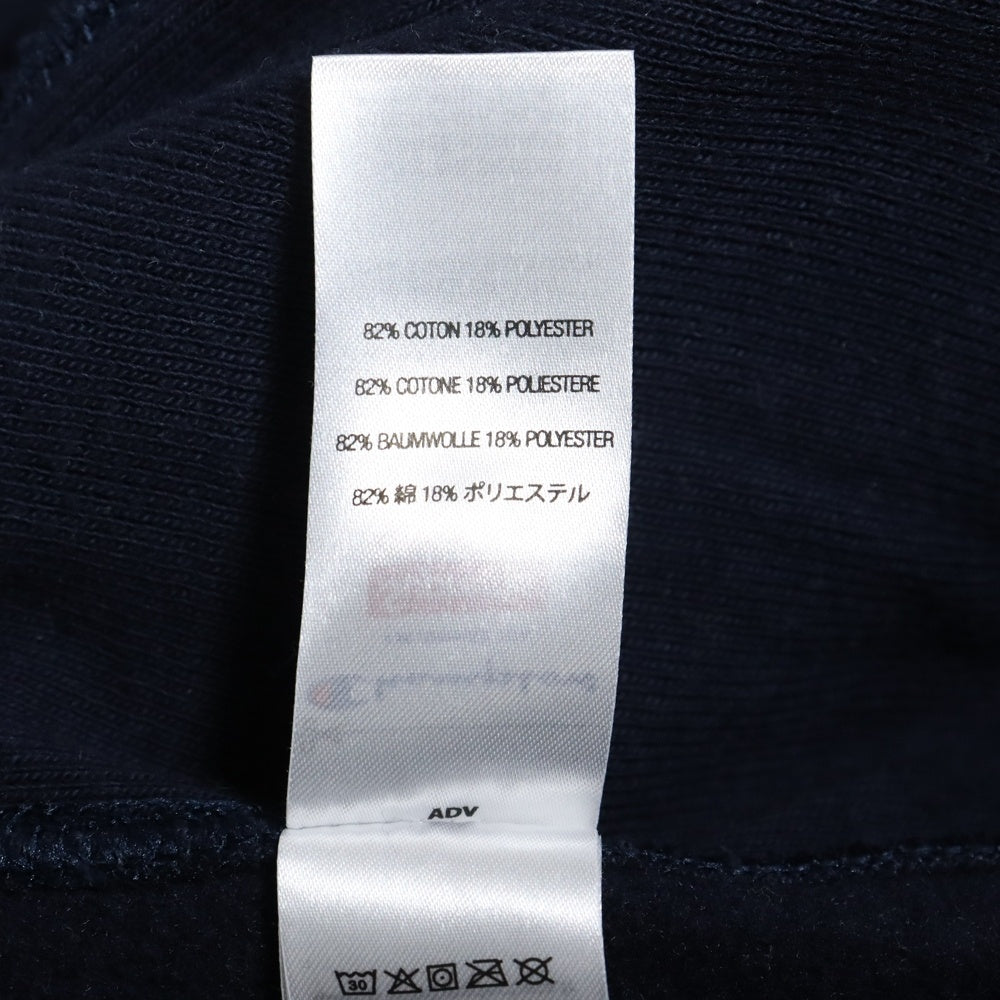 82% COTON 18% POLYESTER
82% COTONE 18% POLIESTERE
82% BAUMWOLLE 18% POLYESTER
82% 綿 18% ポリエステル
ADV
30